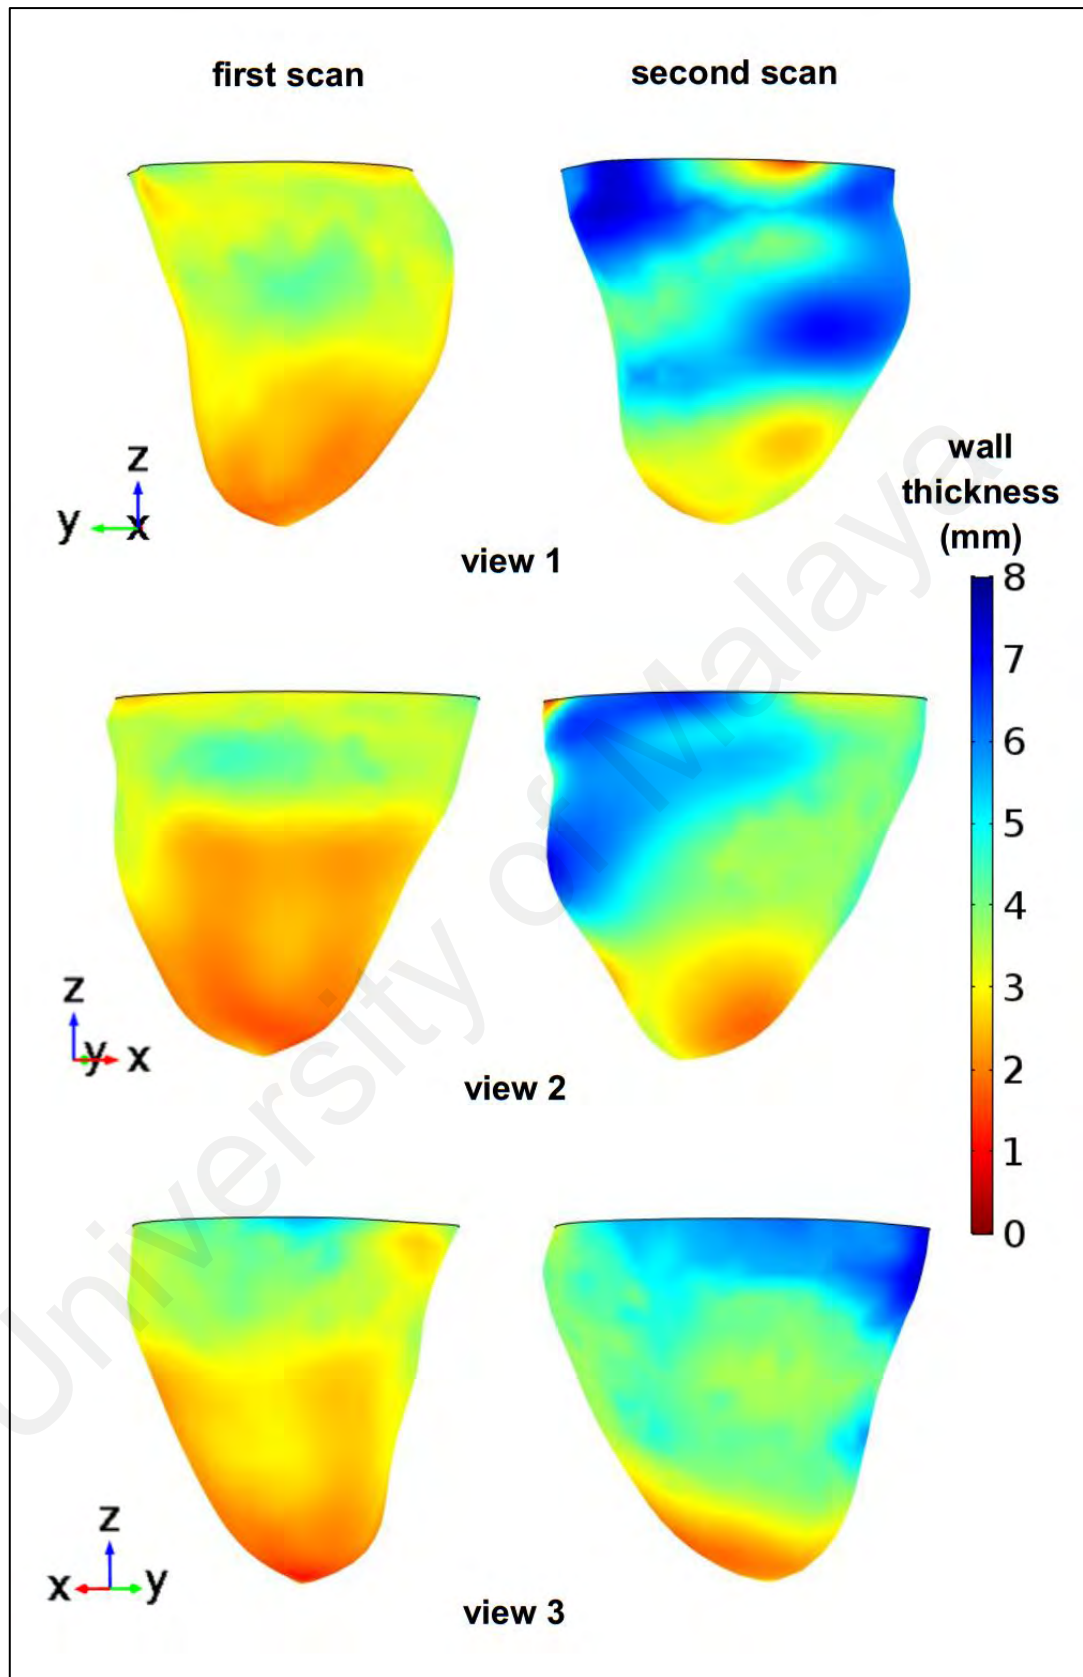 first scan second scan
z
y x
view 1
wall
thickness
(mm)
8
7
6
5
4
3
2
1
0
z
y x
view 2
z
x y
view 3
University of Malaya